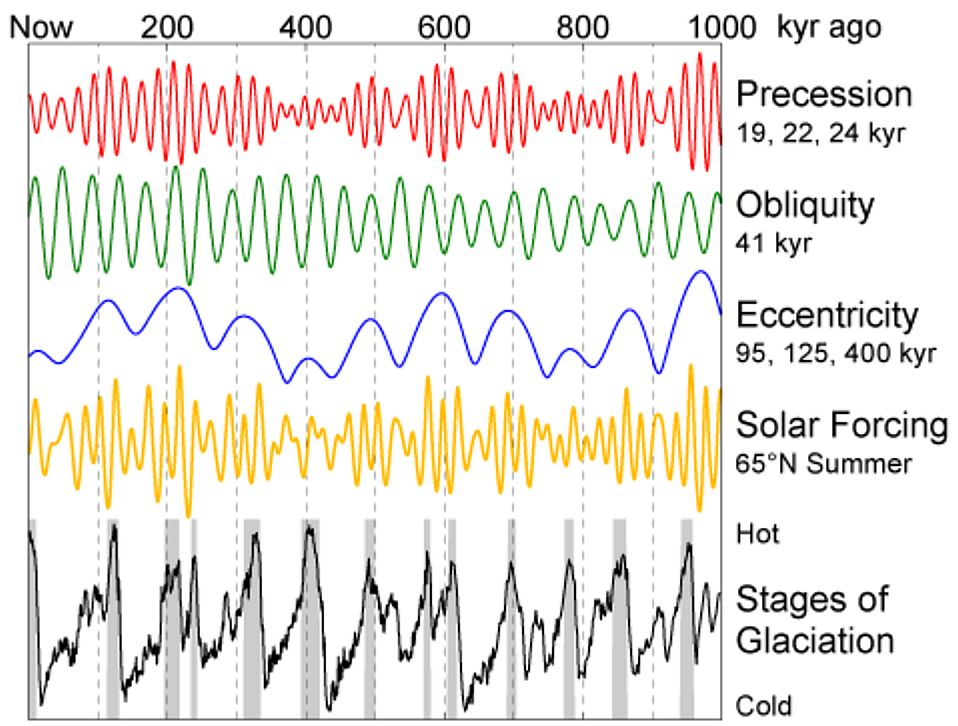 Now 200 400 600 800 1000 kyr ago
Precession
19, 22, 24 kyr
Obliquity
41 kyr
Eccentricity
95, 125, 400 kyr
Solar Forcing
65°N Summer
Hot
Stages of
Glaciation
Cold